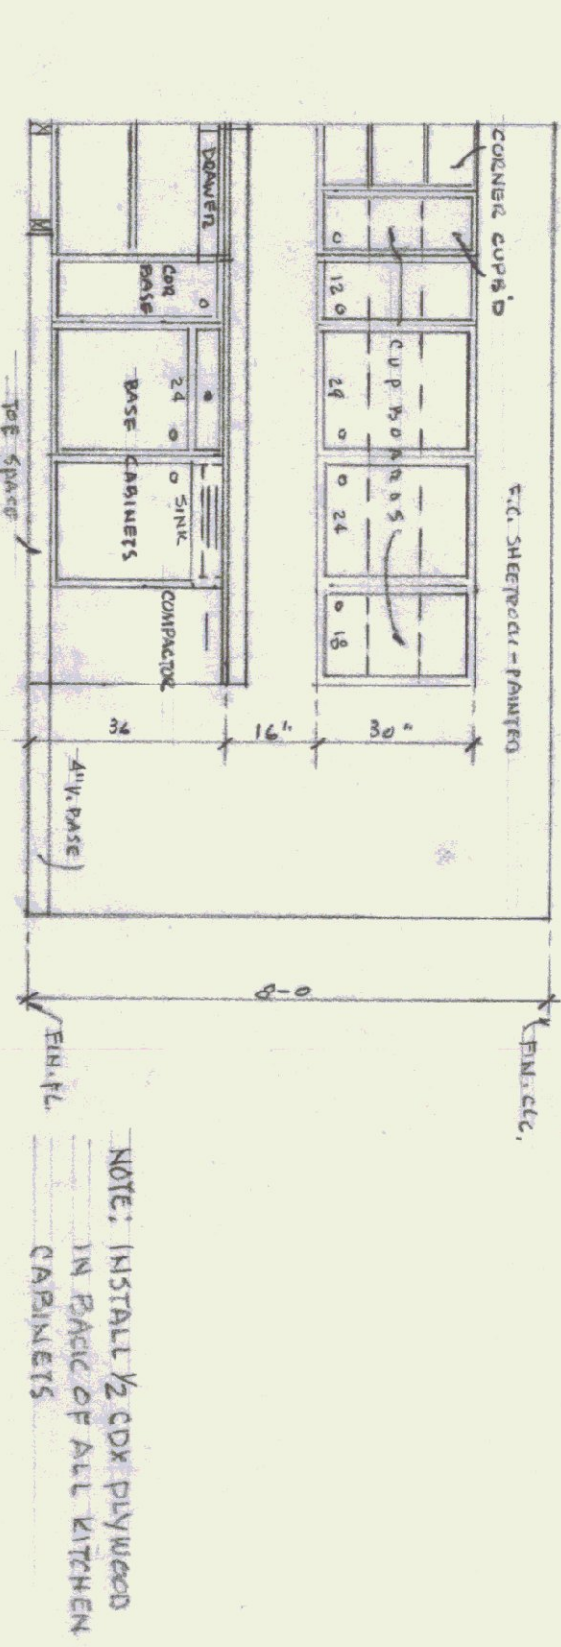 CORNER CUPB'D
F.C. SHEETROCK - PAINTED
FIN. CLG.
12
24
24
18
CUPBOARDS
30"
16"
8-0
DRAWER
COR
BASE
24
SINK
COMPACTOR
BASE CABINETS
36
4" V. BASE
TOE SPACE
FIN. FL.
NOTE: INSTALL 1/2 CDX PLYWOOD
IN BACK OF ALL KITCHEN
CABINETS